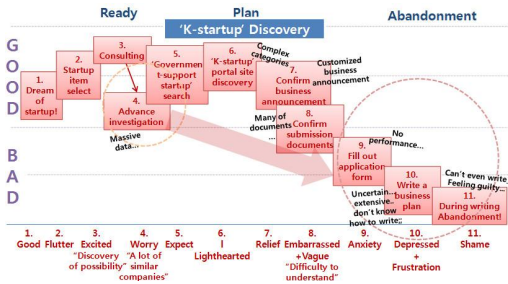 Ready
Plan
Abandonment
'K-startup' Discovery
GOOD
BAD
1.
Dream
of
startup!
2.
Startup
item
select
3.
Consulting
4.
Advance
investigation
Massive
data...
5.
'Governmen
t-support
startup'
search
6.
'K-startup'
portal site
discovery
Complex
categories
7.
Confirm
business
announcement
Customized
business
announcement
Many of
documents
...
8.
Confirm
submission
documents
9.
Fill out
application
form
No
performance...
Uncertain...
extensive..
don't know
how to write;;
10.
Write a
business
plan
Can't even write,
Feeling guilty...
11.
During writing
Abandonment!
1.
Good
2.
Flutter
3.
Excited
"Discovery
of possibility"
4.
Worry
"A lot of
similar
companies"
5.
Expect
6.
I
Lighthearted
7.
Relief
8.
Embarrassed
+Vague
"Difficulty to
understand"
9.
Anxiety
10.
Depressed
+
Frustration
11.
Shame